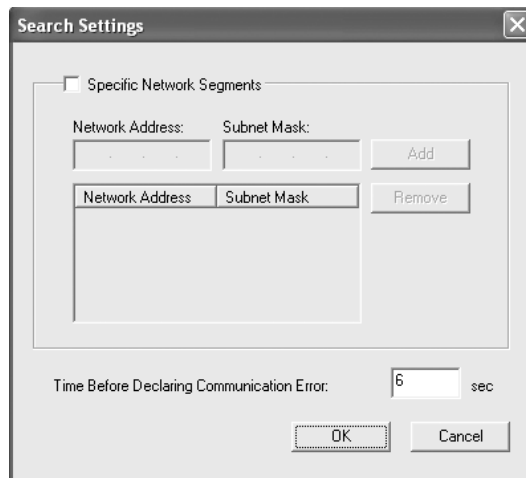 Search Settings
Specific Network Segments
Network Address: Subnet Mask:
Add
Network Address Subnet Mask
Remove
Time Before Declaring Communication Error: 6 sec
OK Cancel